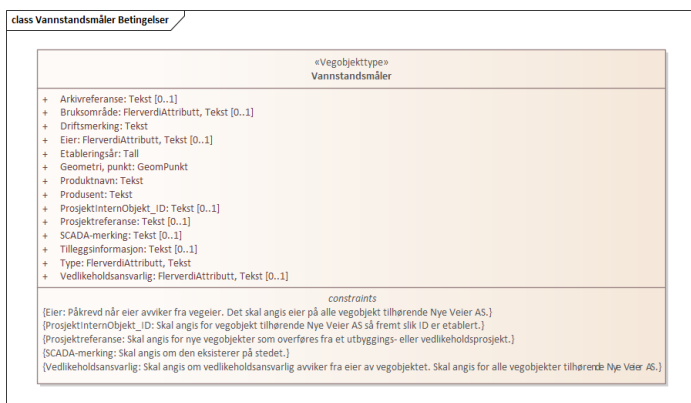 class Vannstandsmåler Betingelser
«Vegobjekttype»
Vannstandsmåler
+ Arkivreferanse: Tekst [0..1]
+ Bruksområde: FlerverdiAttributt, Tekst [0..1]
+ Driftsmerking: Tekst
+ Eier: FlerverdiAttributt, Tekst [0..1]
+ Etableringsår: Tall
+ Geometri, punkt: GeomPunkt
+ Produktnavn: Tekst
+ Produsent: Tekst
+ ProsjektInternObjekt_ID: Tekst [0..1]
+ Prosjektreferanse: Tekst [0..1]
+ SCADA-merking: Tekst [0..1]
+ Tilleggsinformasjon: Tekst [0..1]
+ Type: FlerverdiAttributt, Tekst
+ Vedlikeholdsansvarlig: FlerverdiAttributt, Tekst [0..1]
constraints
{Eier: Påkrevd når eier avviker fra vegeier. Det skal angis eier på alle vegobjekt tilhørende Nye Veier AS.}
{ProsjektInternObjekt_ID: Skal angis for vegobjekt tilhørende Nye Veier AS så fremt slik ID er etablert.}
{Prosjektreferanse: Skal angis for nye vegobjekter som overføres fra et utbyggings- eller vedlikeholdsprosjekt.}
{SCADA-merking: Skal angis om den eksisterer på stedet.}
{Vedlikeholdsansvarlig: Skal angis om vedlikeholdsansvarlig avviker fra eier av vegobjektet. Skal angis for alle vegobjekter tilhørende Nye Veier AS.}